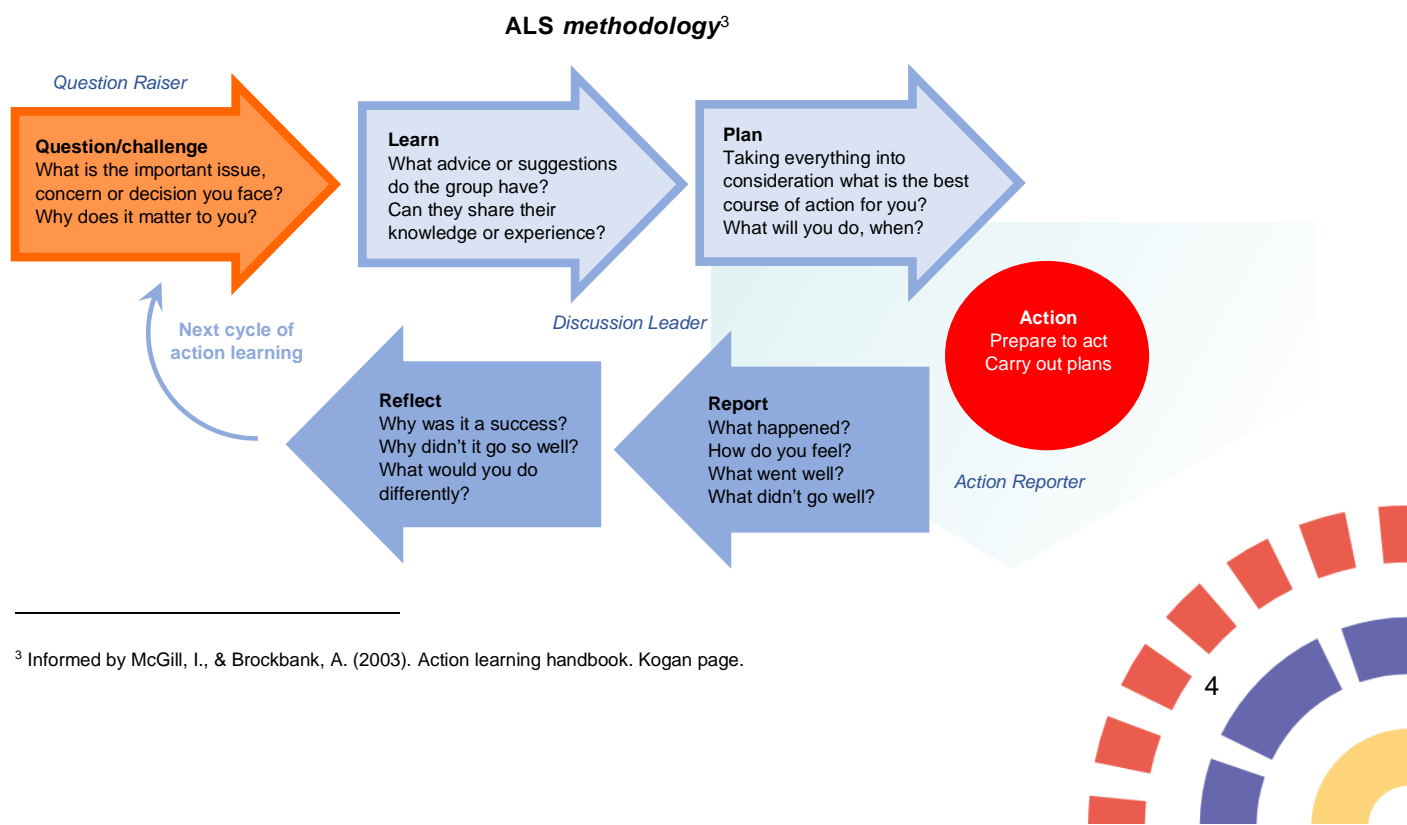 ALS methodology³
Question Raiser
Question/challenge
What is the important issue,
concern or decision you face?
Why does it matter to you?
Learn
What advice or suggestions
do the group have?
Can they share their
knowledge or experience?
Plan
Taking everything into
consideration what is the best
course of action for you?
What will you do, when?
Discussion Leader
Action
Prepare to act
Carry out plans
Action Reporter
Report
What happened?
How do you feel?
What went well?
What didn’t go well?
Reflect
Why was it a success?
Why didn’t it go so well?
What would you do
differently?
Next cycle of
action learning
³ Informed by McGill, I., & Brockbank, A. (2003). Action learning handbook. Kogan page.
4